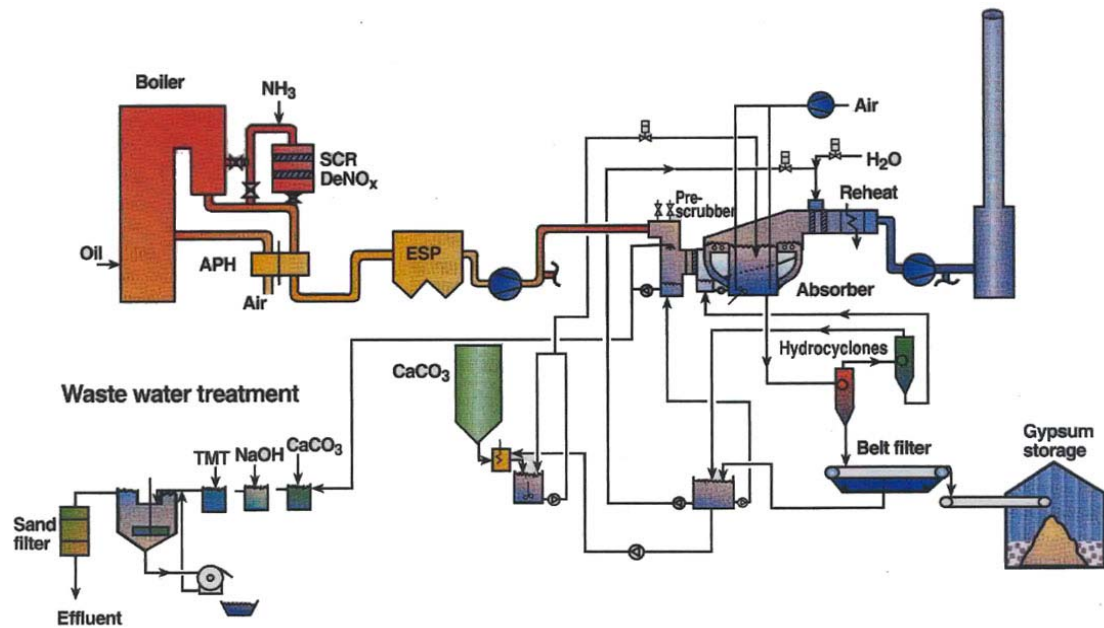 Boiler
NH₃
SCR
DeNOₓ
Oil
APH
Air
ESP
Pre-
scrubber
Air
H₂O
Reheat
Absorber
Hydrocyclones
CaCO₃
Waste water treatment
TMT
NaOH
CaCO₃
Sand
filter
Effluent
Belt filter
Gypsum
storage